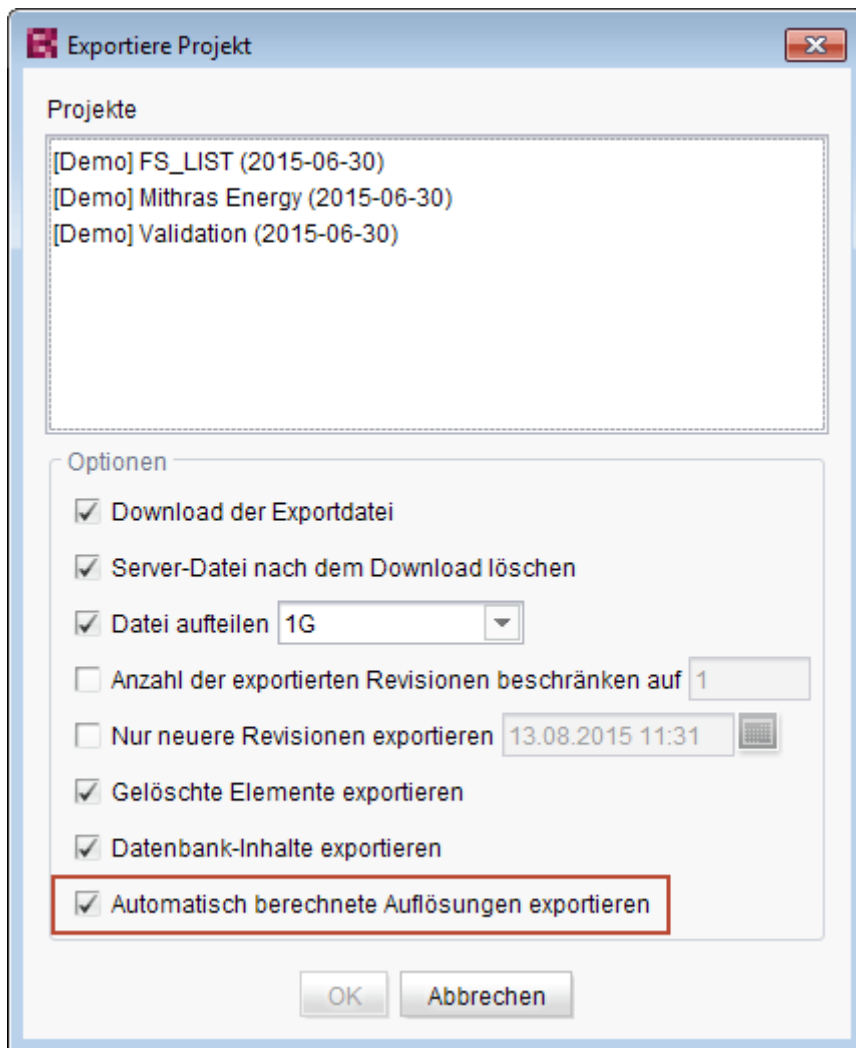 Exportiere Projekt
Projekte
[Demo] FS_LIST (2015-06-30)
[Demo] Mithras Energy (2015-06-30)
[Demo] Validation (2015-06-30)
Optionen
Download der Exportdatei
Server-Datei nach dem Download löschen
Datei aufteilen 1G
Anzahl der exportierten Revisionen beschränken auf 1
Nur neuere Revisionen exportieren 13.08.2015 11:31
Gelöschte Elemente exportieren
Datenbank-Inhalte exportieren
Automatisch berechnete Auflösungen exportieren
OK Abbrechen